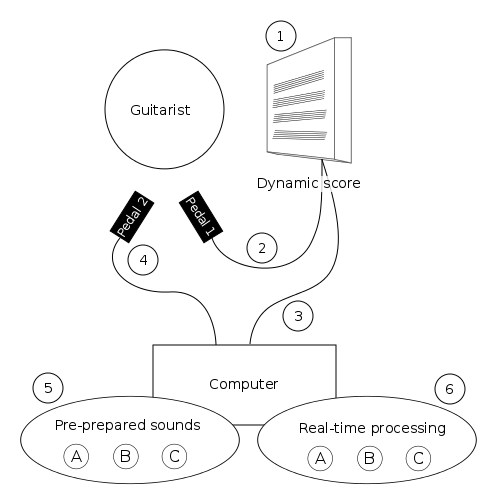 1
Guitarist
Dynamic score
Pedal 2
Pedal 1
2
4
3
Computer
5
6
Pre-prepared sounds
A B C
Real-time processing
A B C